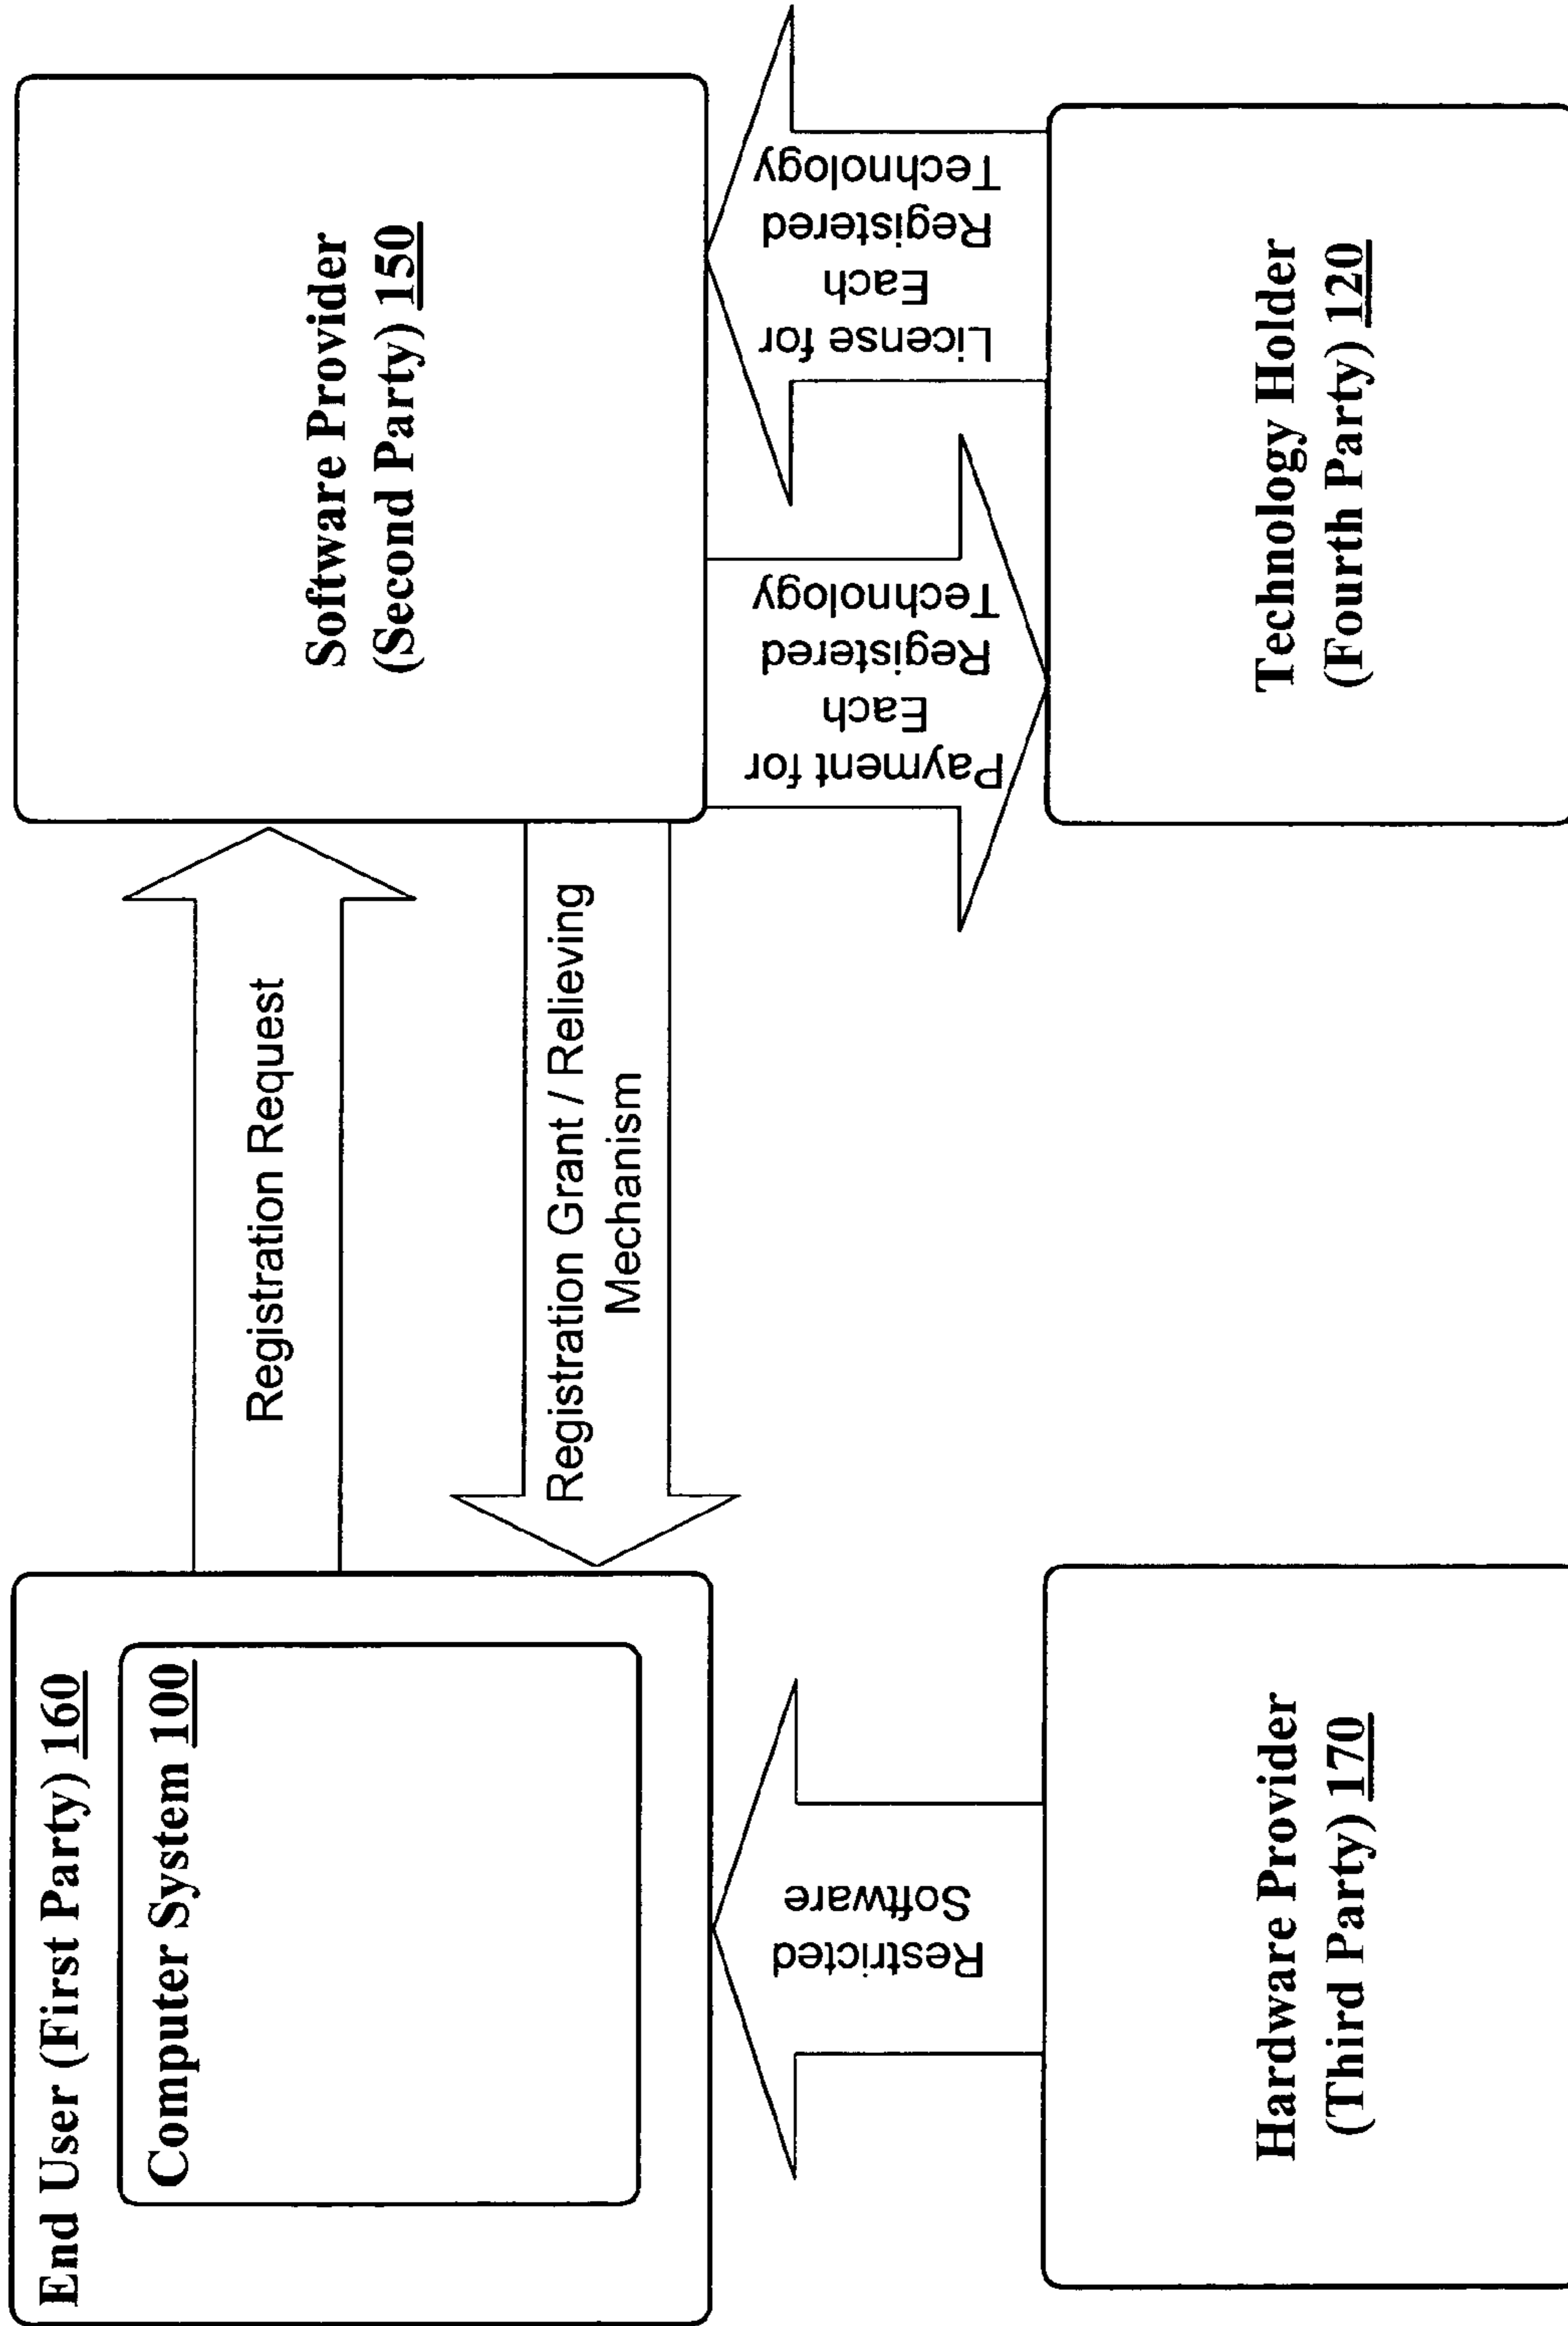 End User (First Party) 160
Computer System 100
Registration Request
Registration Grant / Relieving
Mechanism
Software Provider
(Second Party) 150
Restricted
Software
Payment for
Each
Registered
Technology
License for
Each
Registered
Technology
Hardware Provider
(Third Party) 170
Technology Holder
(Fourth Party) 120